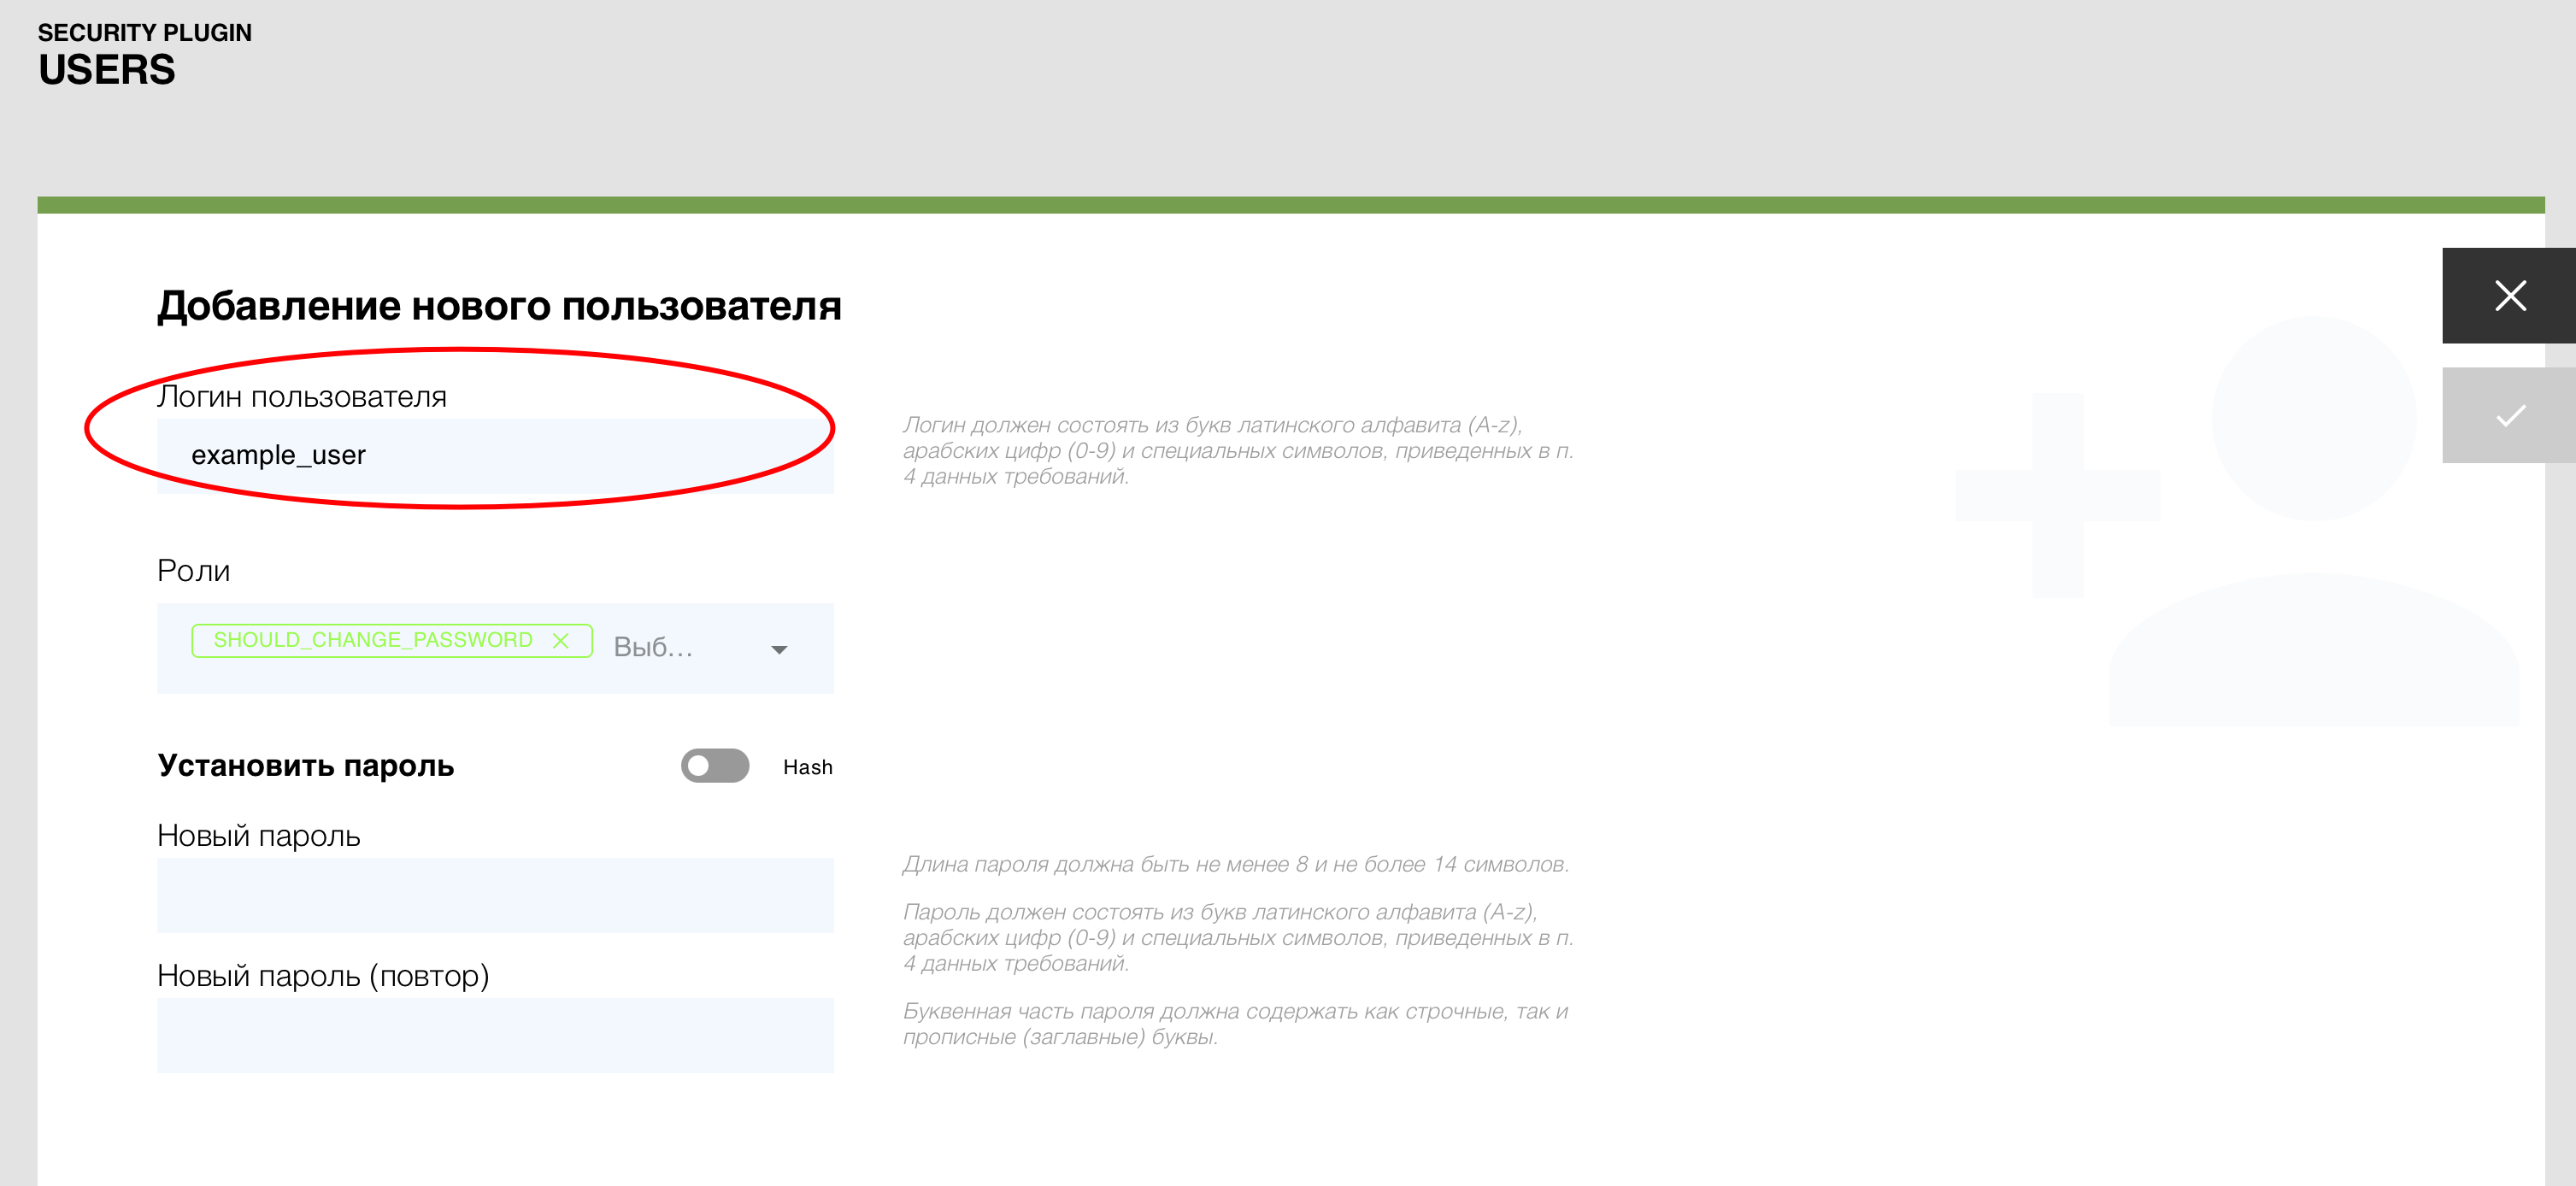 SECURITY PLUGIN
USERS
Добавление нового пользователя
Логин пользователя
example_user
Логин должен состоять из букв латинского алфавита (A-z),
арабских цифр (0-9) и специальных символов, приведенных в п.
4 данных требований.
Роли
SHOULD_CHANGE_PASSWORD
Выб...
Установить пароль
Hash
Новый пароль
Длина пароля должна быть не менее 8 и не более 14 символов.
Пароль должен состоять из букв латинского алфавита (A-z),
арабских цифр (0-9) и специальных символов, приведенных в п.
4 данных требований.
Новый пароль (повтор)
Буквенная часть пароля должна содержать как строчные, так и
прописные (заглавные) буквы.